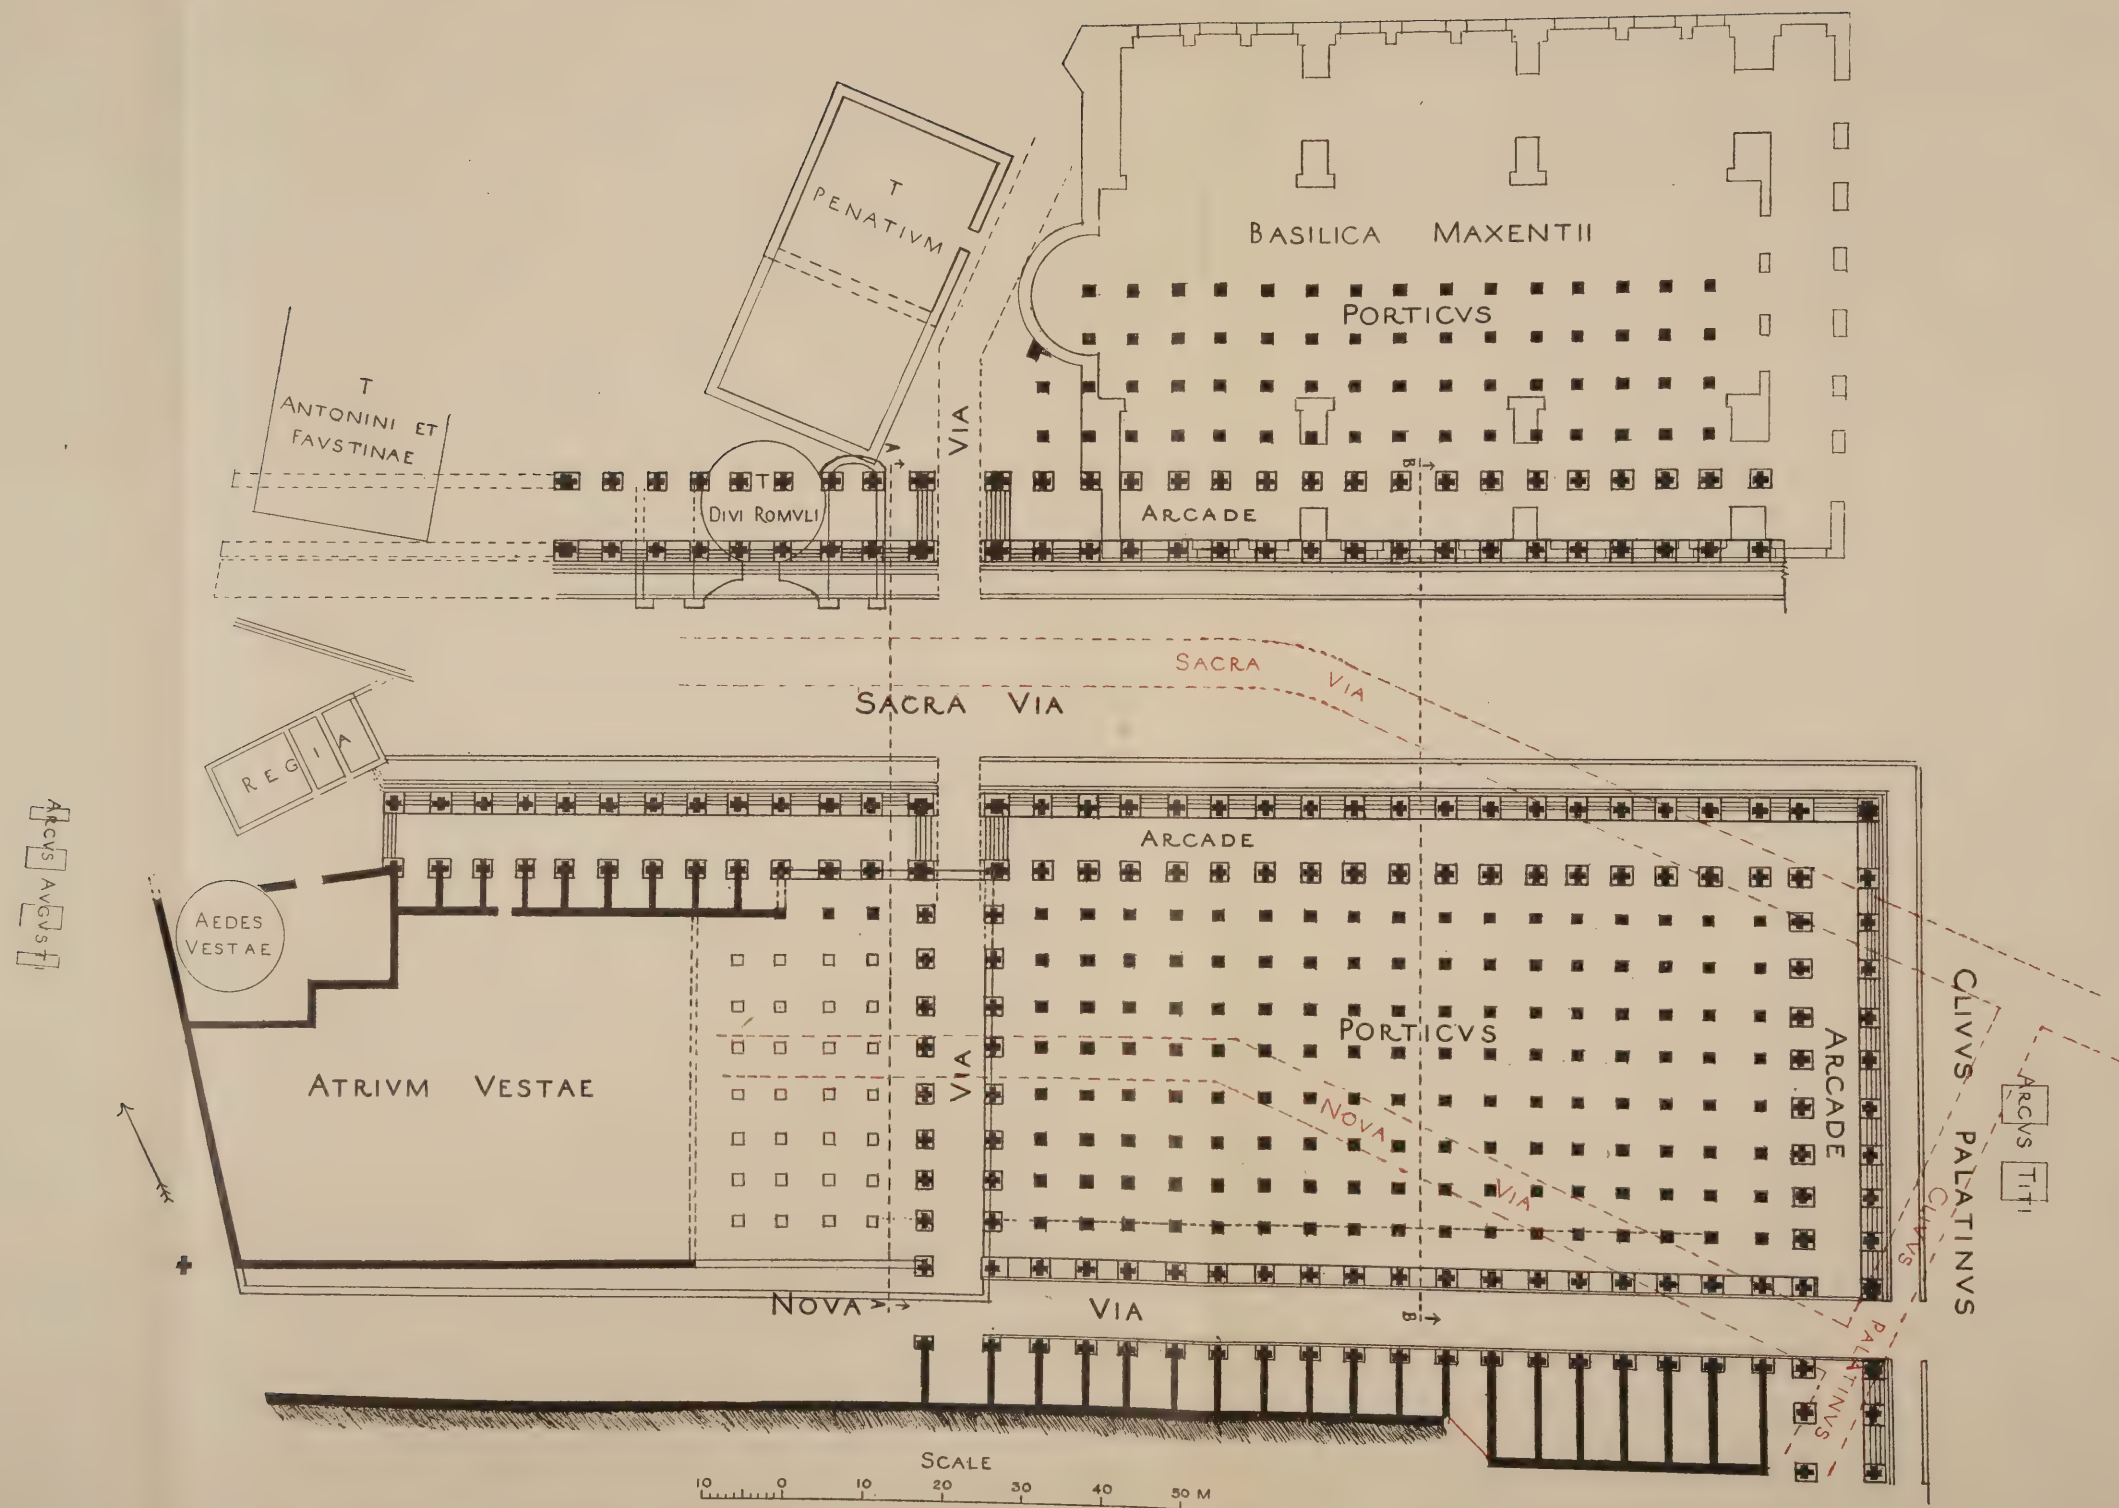 T
PENATIVM
BASILICA MAXENTII
PORTICVS
T
ANTONINI ET
FAVSTINAE
VIA
A
B
T
DIVI ROMVLI
ARCADE
SACRA VIA
SACRA VIA
REGIA
ARCVS AVGVSTI
ARCADE
AEDES
VESTAE
ATRIVM VESTAE
VIA
PORTICVS
ARCADE
NOVA VIA
CLIVVS PALATINVS
ARCVS TITI
CLIVVS PALATINVS
NOVA VIA
A
B
SCALE
10 0 10 20 30 40 50 M